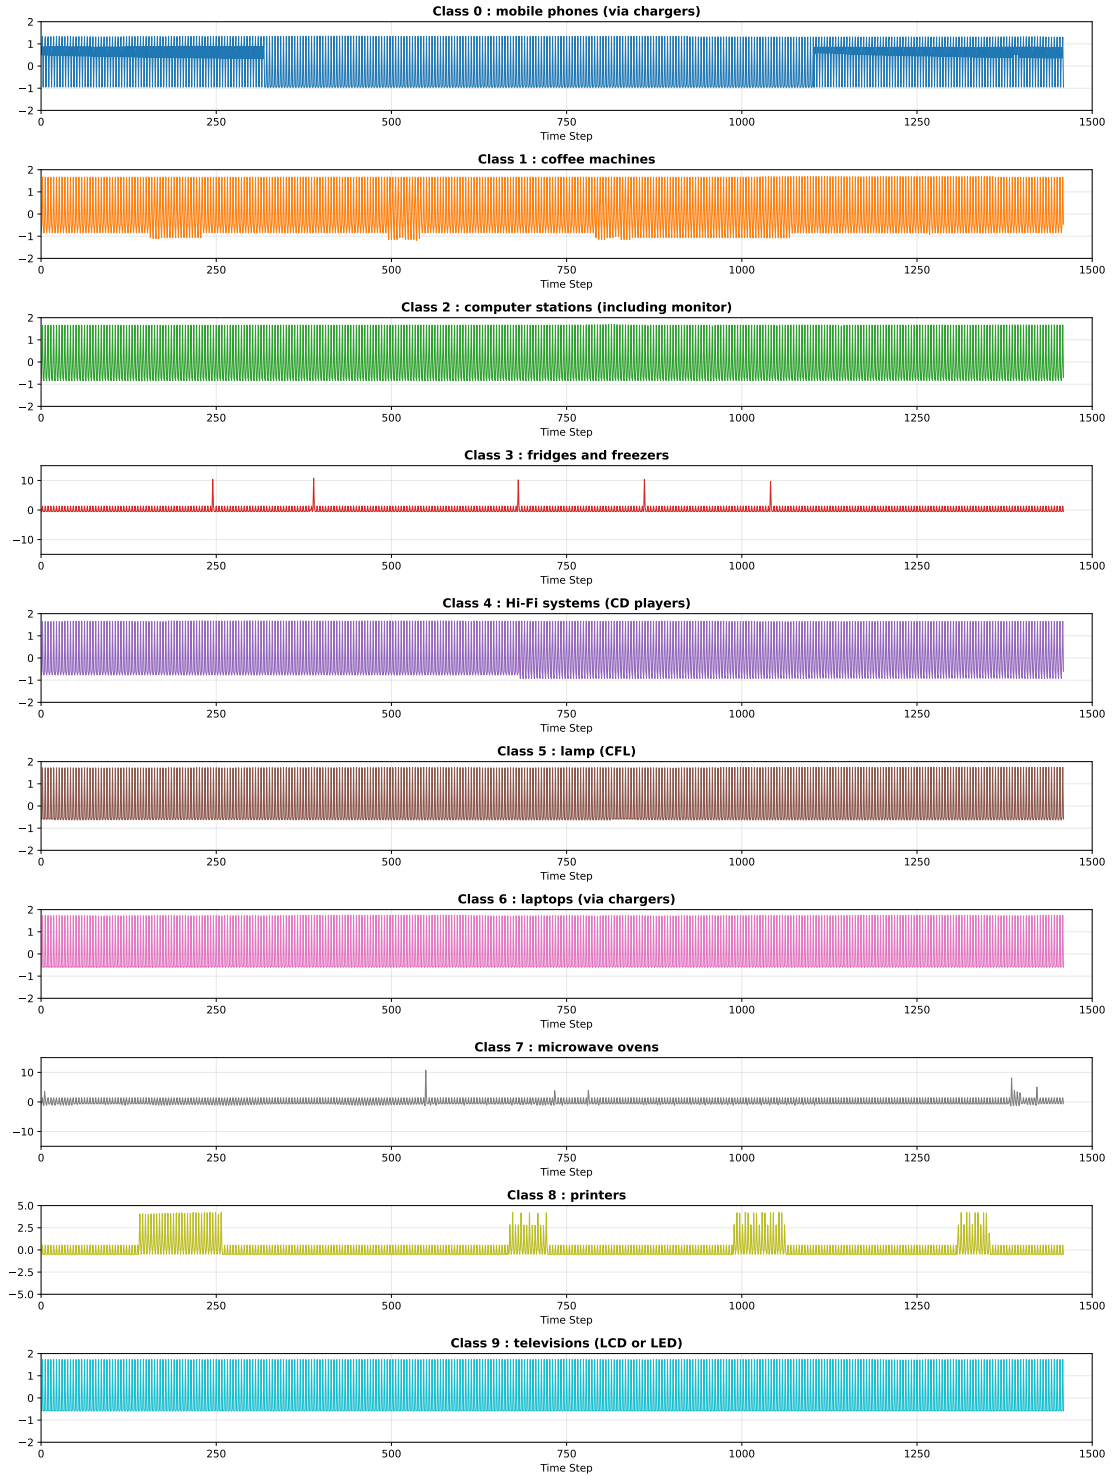 Class 0 : mobile phones (via chargers)
2
1
0
−1
−2
0 250 500 750 1000 1250 1500
Time Step
Class 1 : coffee machines
2
1
0
−1
−2
0 250 500 750 1000 1250 1500
Time Step
Class 2 : computer stations (including monitor)
2
1
0
−1
−2
0 250 500 750 1000 1250 1500
Time Step
Class 3 : fridges and freezers
10
0
−10
0 250 500 750 1000 1250 1500
Time Step
Class 4 : Hi-Fi systems (CD players)
2
1
0
−1
−2
0 250 500 750 1000 1250 1500
Time Step
Class 5 : lamp (CFL)
2
1
0
−1
−2
0 250 500 750 1000 1250 1500
Time Step
Class 6 : laptops (via chargers)
2
1
0
−1
−2
0 250 500 750 1000 1250 1500
Time Step
Class 7 : microwave ovens
10
0
−10
0 250 500 750 1000 1250 1500
Time Step
Class 8 : printers
5.0
2.5
0.0
−2.5
−5.0
0 250 500 750 1000 1250 1500
Time Step
Class 9 : televisions (LCD or LED)
2
1
0
−1
−2
0 250 500 750 1000 1250 1500
Time Step